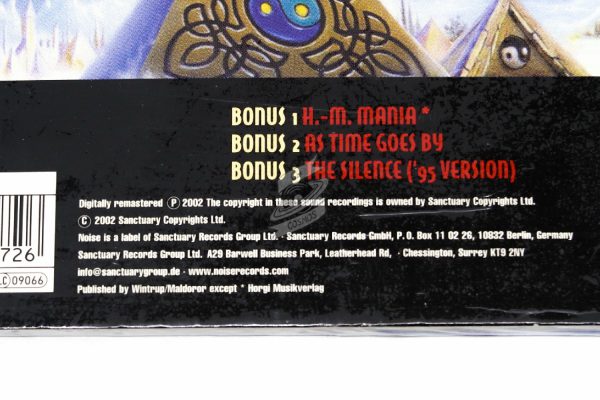 BONUS 1 H.-M. MANIA *
BONUS 2 AS TIME GOES BY
BONUS 3 THE SILENCE ('95 VERSION)
Digitally remastered Ⓟ 2002 The copyright in these sound recordings is owned by Sanctuary Copyrights Ltd.
© 2002 Sanctuary Copyrights Ltd.
Noise is a label of Sanctuary Records Group Ltd. · Sanctuary Records GmbH, P. O. Box 11 02 26, 10832 Berlin, Germany
Sanctuary Records Group Ltd. A29 Barwell Business Park, Leatherhead Rd, · Chessington, Surrey KT9 2NY
info@sanctuarygroup.de · www.noiserecords.com
Published by Wintrup/Maldoror except * Horgi Musikverlag
726
LC 09066
COSMOS